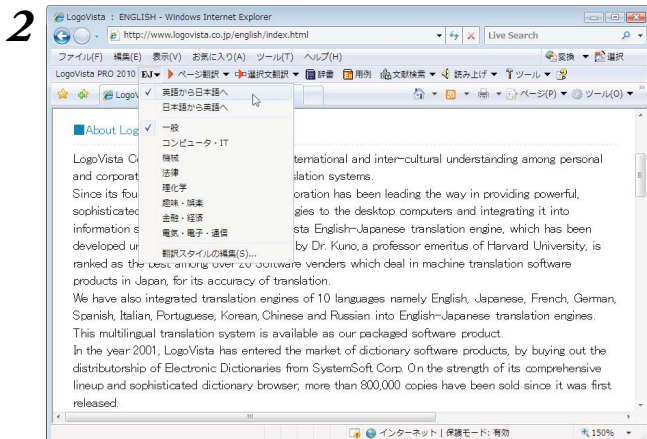 2
LogoVista : ENGLISH - Windows Internet Explorer
http://www.logovista.co.jp/english/index.html
Live Search
ファイル(F) 編集(E) 表示(V) お気に入り(A) ツール(T) ヘルプ(H)
変換 選択
LogoVista PRO 2010 EJ ページ翻訳 選択文翻訳 辞書 用例 文献検索 読み上げ ツール
LogoV
ページ(P) ツール(O)
英語から日本語へ
日本語から英語へ
一般
コンピュータ・IT
機械
法律
理化学
趣味・娯楽
金融・経済
電気・電子・通信
翻訳スタイルの編集(S)...
■About Log
LogoVista Co ternational and inter-cultural understanding among personal
and corporat lation systems.
Since its fou oration has been leading the way in providing powerful,
sophisticated gies to the desktop computers and integrating it into
information s sta English-Japanese translation engine, which has been
developed un by Dr. Kuno, a professor emeritus of Harvard University, is
ranked as the best among over 20 software venders which deal in machine translation software
products in Japan, for its accuracy of translation.
We have also integrated translation engines of 10 languages namely English, Japanese, French, German,
Spanish, Italian, Portuguese, Korean, Chinese and Russian into English-Japanese translation engines.
This multilingual translation system is available as our packaged software product.
In the year 2001, LogoVista has entered the market of dictionary software products, by buying out the
distributorship of Electronic Dictionaries from SystemSoft Corp. On the strength of its comprehensive
lineup and sophisticated dictionary browser, more than 800,000 copies have been sold since it was first
released.
インターネット | 保護モード: 有効
150%